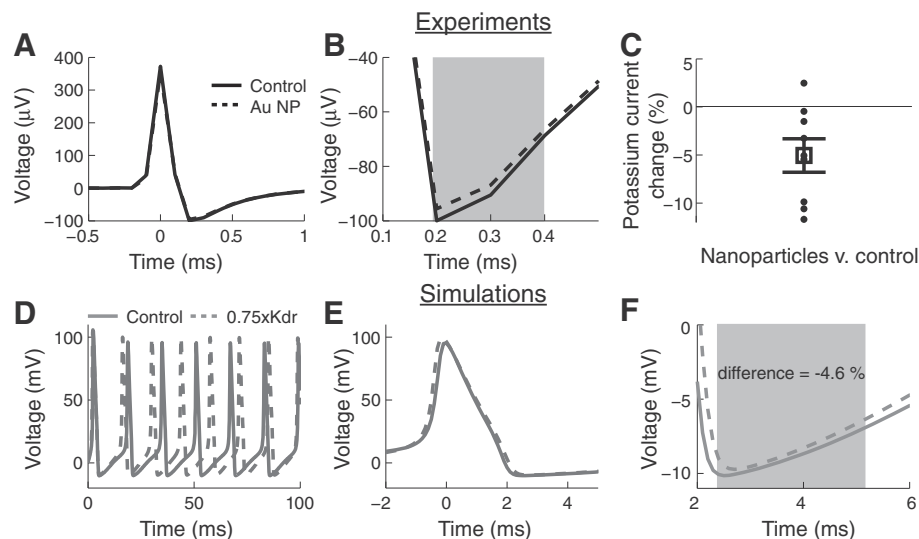 Experiments
A
Voltage (µV)
400
300
200
100
0
−100
−0.5
0
0.5
1
Time (ms)
Control
Au NP
B
Voltage (µV)
−40
−60
−80
−100
0.1
0.2
0.3
0.4
Time (ms)
C
Potassium current
change (%)
5
0
−5
−10
Nanoparticles v. control
Simulations
D
Control
0.75xKdr
Voltage (mV)
100
50
0
0
50
100
Time (ms)
E
Voltage (mV)
100
50
0
−2
0
2
4
Time (ms)
F
difference = -4.6 %
Voltage (mV)
0
−5
−10
2
4
6
Time (ms)